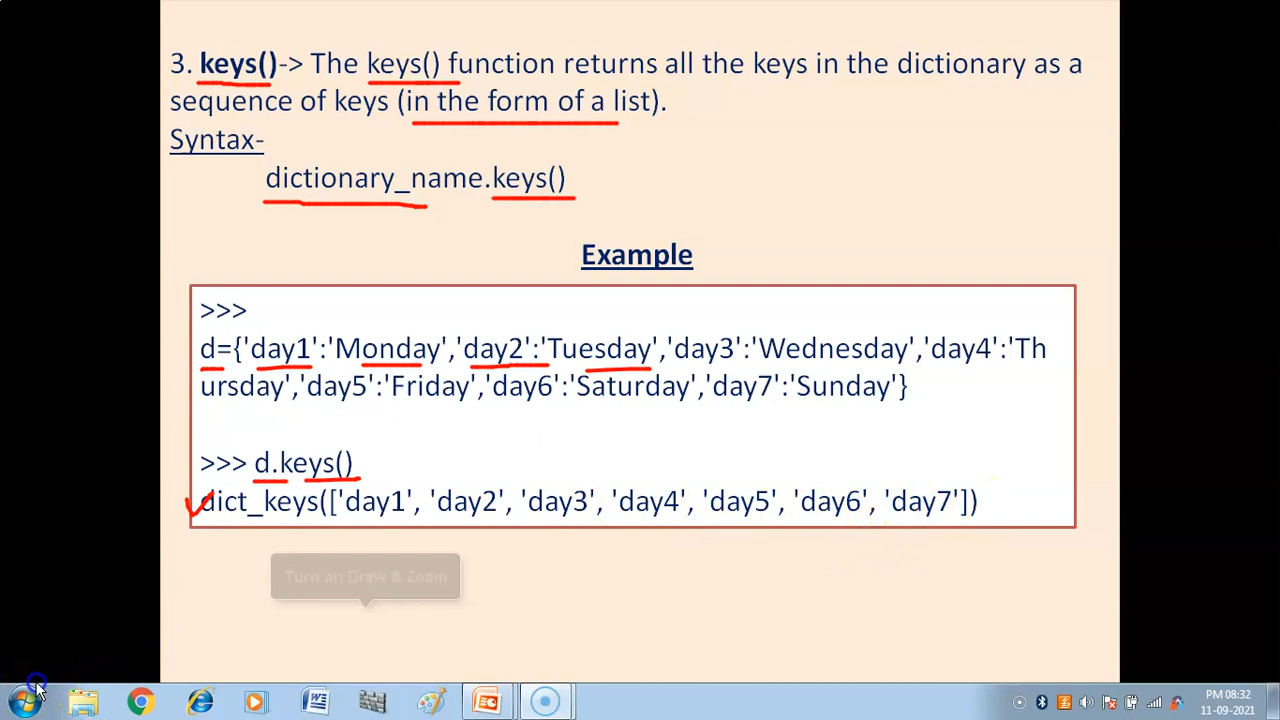 3. keys()-> The keys() function returns all the keys in the dictionary as a
sequence of keys (in the form of a list).
Syntax-
dictionary_name.keys()
Example
>>>
d={'day1':'Monday','day2':'Tuesday','day3':'Wednesday','day4':'Th
ursday','day5':'Friday','day6':'Saturday','day7':'Sunday'}
>>> d.keys()
dict_keys(['day1', 'day2', 'day3', 'day4', 'day5', 'day6', 'day7'])
Turn on Draw & Zoom
PM 08:32
11-09-2021